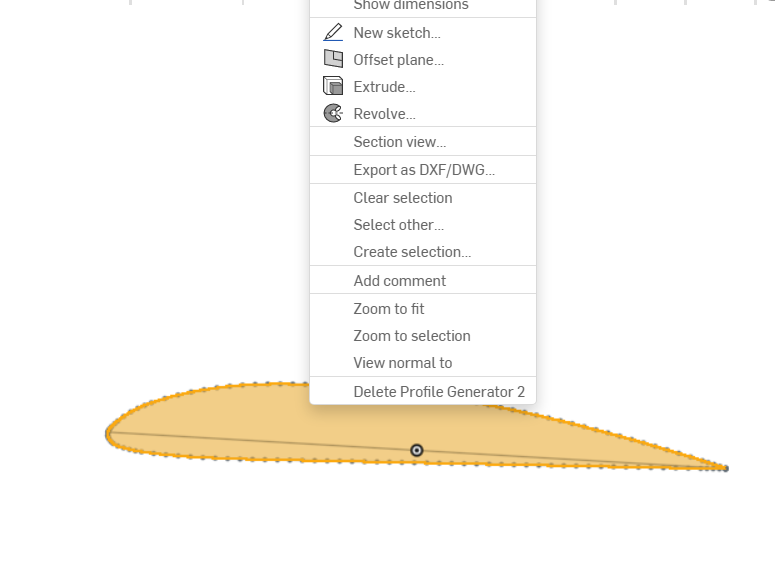 Show dimensions
New sketch...
Offset plane...
Extrude...
Revolve...
Section view...
Export as DXF/DWG...
Clear selection
Select other...
Create selection...
Add comment
Zoom to fit
Zoom to selection
View normal to
Delete Profile Generator 2